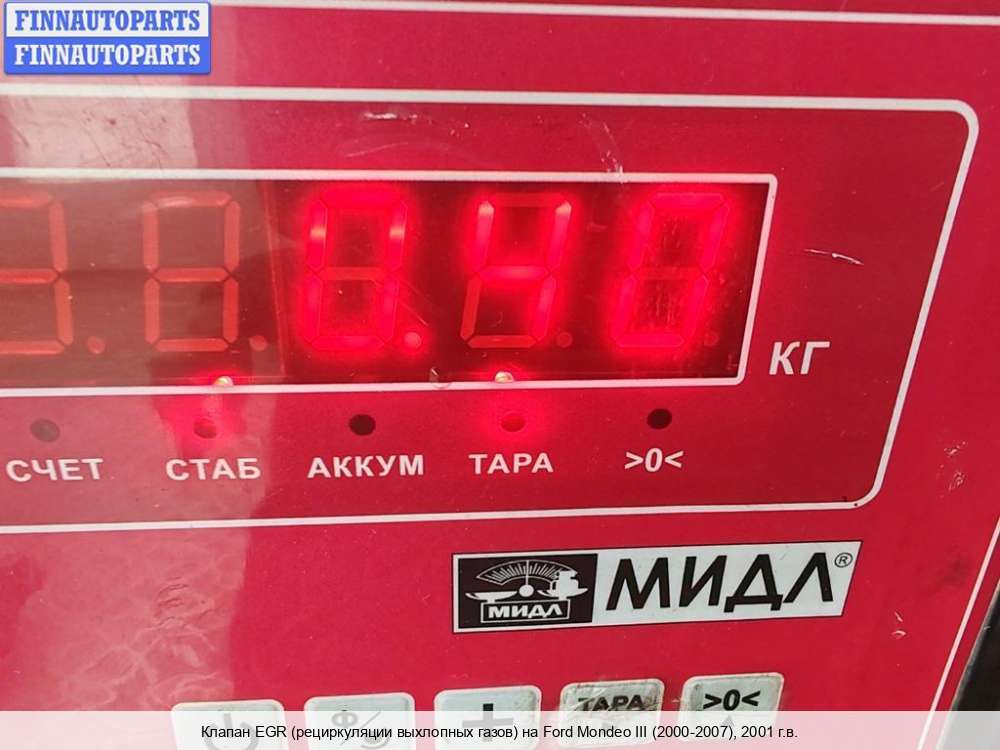 FINNAUTOPARTS
FINNAUTOPARTS
0.40
КГ
СЧЕТ СТАБ АККУМ ТАРА >0<
МИДЛ МИДЛ®
ТАРА >0<
Клапан EGR (рециркуляции выхлопных газов) на Ford Mondeo III (2000-2007), 2001 г.в.